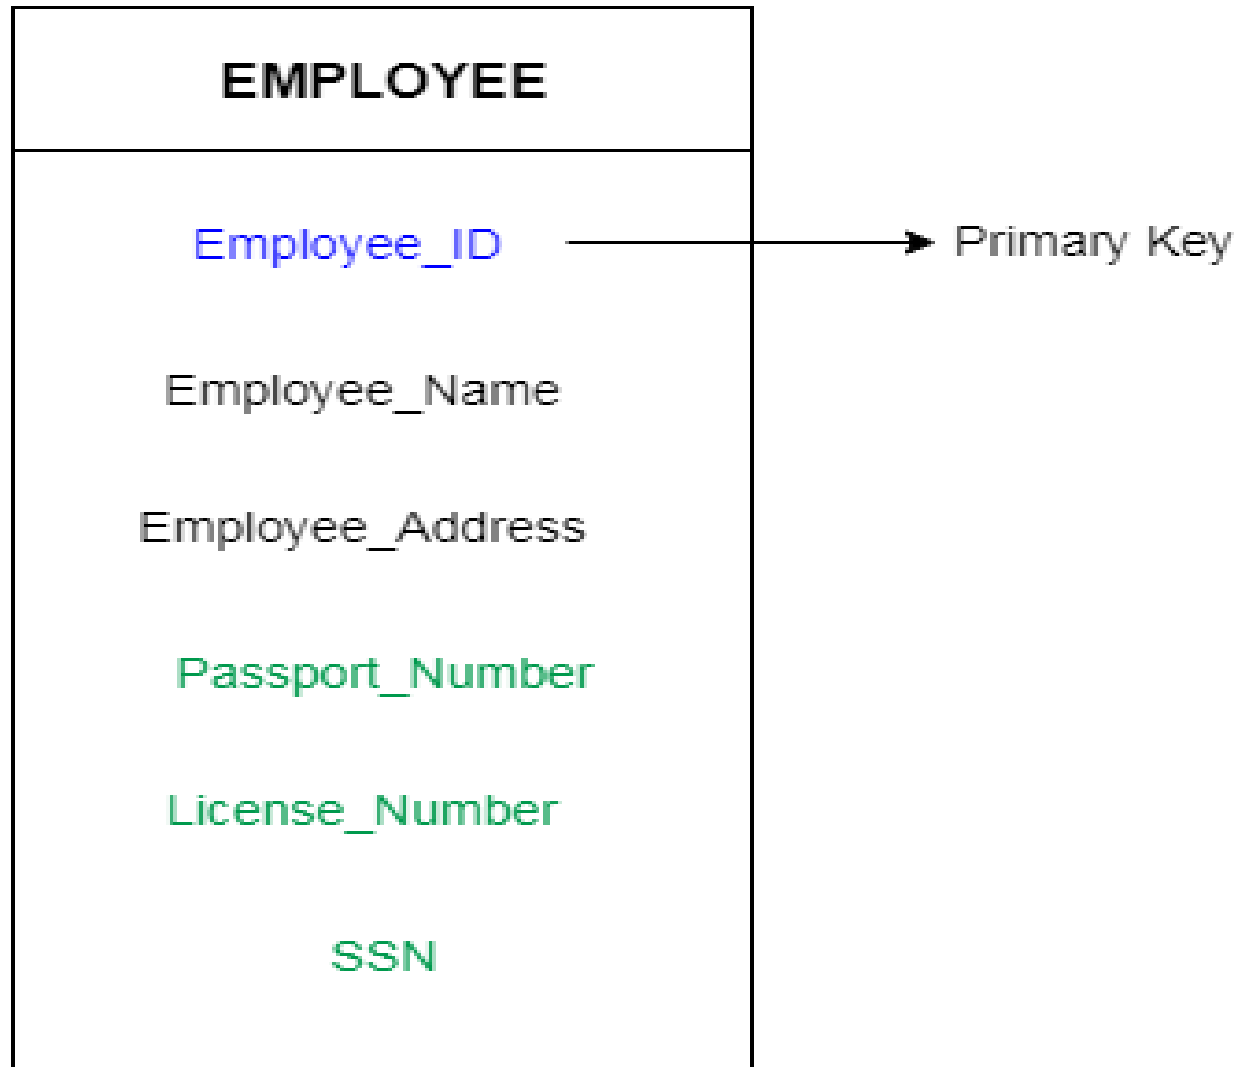 EMPLOYEE
Employee_ID Primary Key
Employee_Name
Employee_Address
Passport_Number
License_Number
SSN